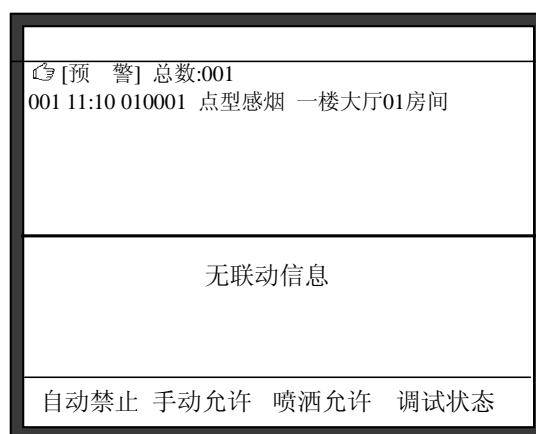 [预 警] 总数:001
001 11:10 010001 点型感烟 一楼大厅01房间
无联动信息
自动禁止 手动允许 喷洒允许 调试状态